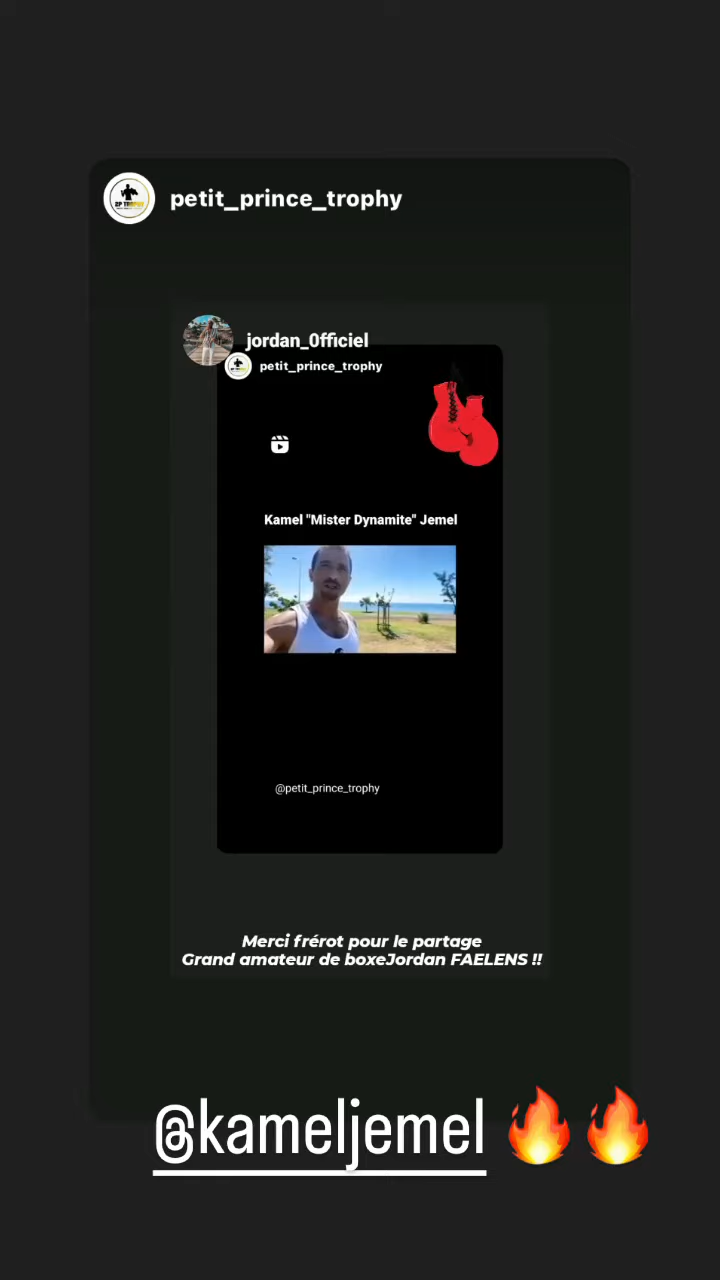 petit_prince_trophy
jordan_0fficiel
petit_prince_trophy
Kamel "Mister Dynamite" Jemel
@petit_prince_trophy
Merci frérot pour le partage
Grand amateur de boxeJordan FAELENS !!
@kameljemel